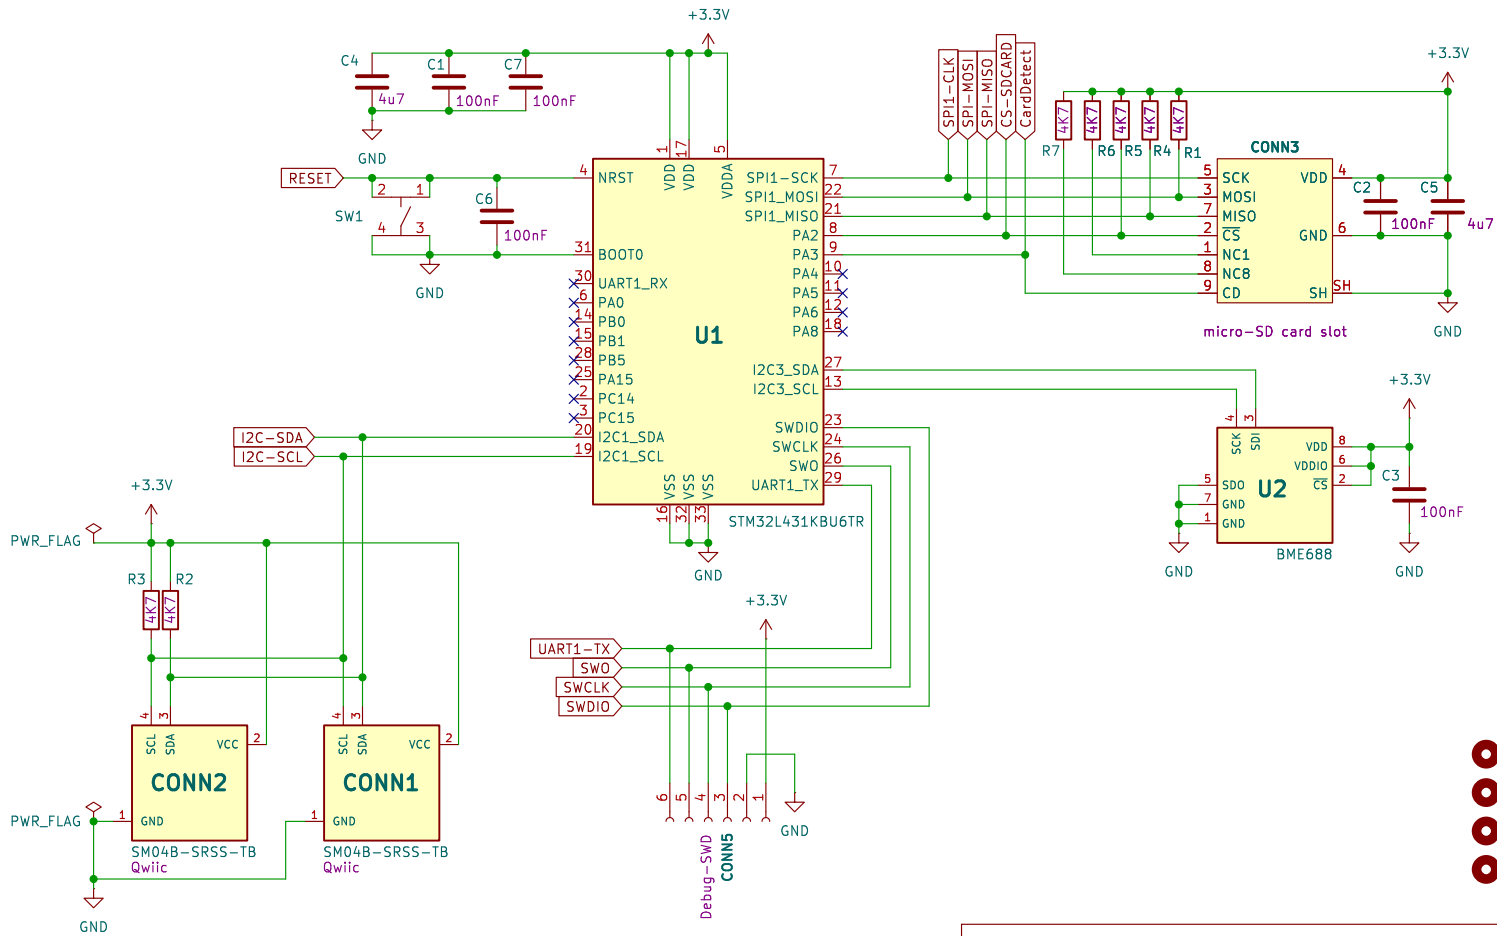 +3.3V
C4
4u7
C1
100nF
C7
100nF
GND
RESET
SW1
2 1
4 3
C6
100nF
GND
U1
STM32L431KBU6TR
1 VDD
17 VDD
5 VDDA
4 NRST
31 BOOT0
30 UART1_RX
6 PA0
14 PB0
15 PB1
28 PB5
25 PA15
2 PC14
3 PC15
20 I2C1_SDA
19 I2C1_SCL
SPI1-SCK 7
SPI1_MOSI 22
SPI1_MISO 21
PA2 8
PA3 9
PA4 10
PA5 11
PA6 12
PA8 18
I2C3_SDA 27
I2C3_SCL 13
SWDIO 23
SWCLK 24
SWO 26
UART1_TX 29
VSS 16
VSS 32
VSS 33
GND
SPI1-CLK
SPI-MOSI
SPI-MISO
CS-SDCARD
CardDetect
+3.3V
4K7
4K7
4K7
4K7
4K7
R7
R6
R5
R4
R1
CONN3
5 SCK
3 MOSI
7 MISO
2 CS
1 NC1
8 NC8
9 CD
VDD 4
GND 6
SH SH
micro-SD card slot
C2
100nF
C5
4u7
GND
+3.3V
4 SCK
3 SDI
5 SDO
7 GND
1 GND
VDD 8
VDDIO 6
CS 2
U2
BME688
C3
100nF
GND
GND
I2C-SDA
I2C-SCL
+3.3V
PWR_FLAG
R3
4K7
R2
4K7
4 SCL
3 SDA
VCC 2
CONN2
1 GND
SM04B-SRSS-TB
Qwiic
4 SCL
3 SDA
VCC 2
CONN1
1 GND
SM04B-SRSS-TB
Qwiic
PWR_FLAG
GND
+3.3V
UART1-TX
SWO
SWCLK
SWDIO
6
5
4
3
2
1
GND
Debug-SWD
CONN5